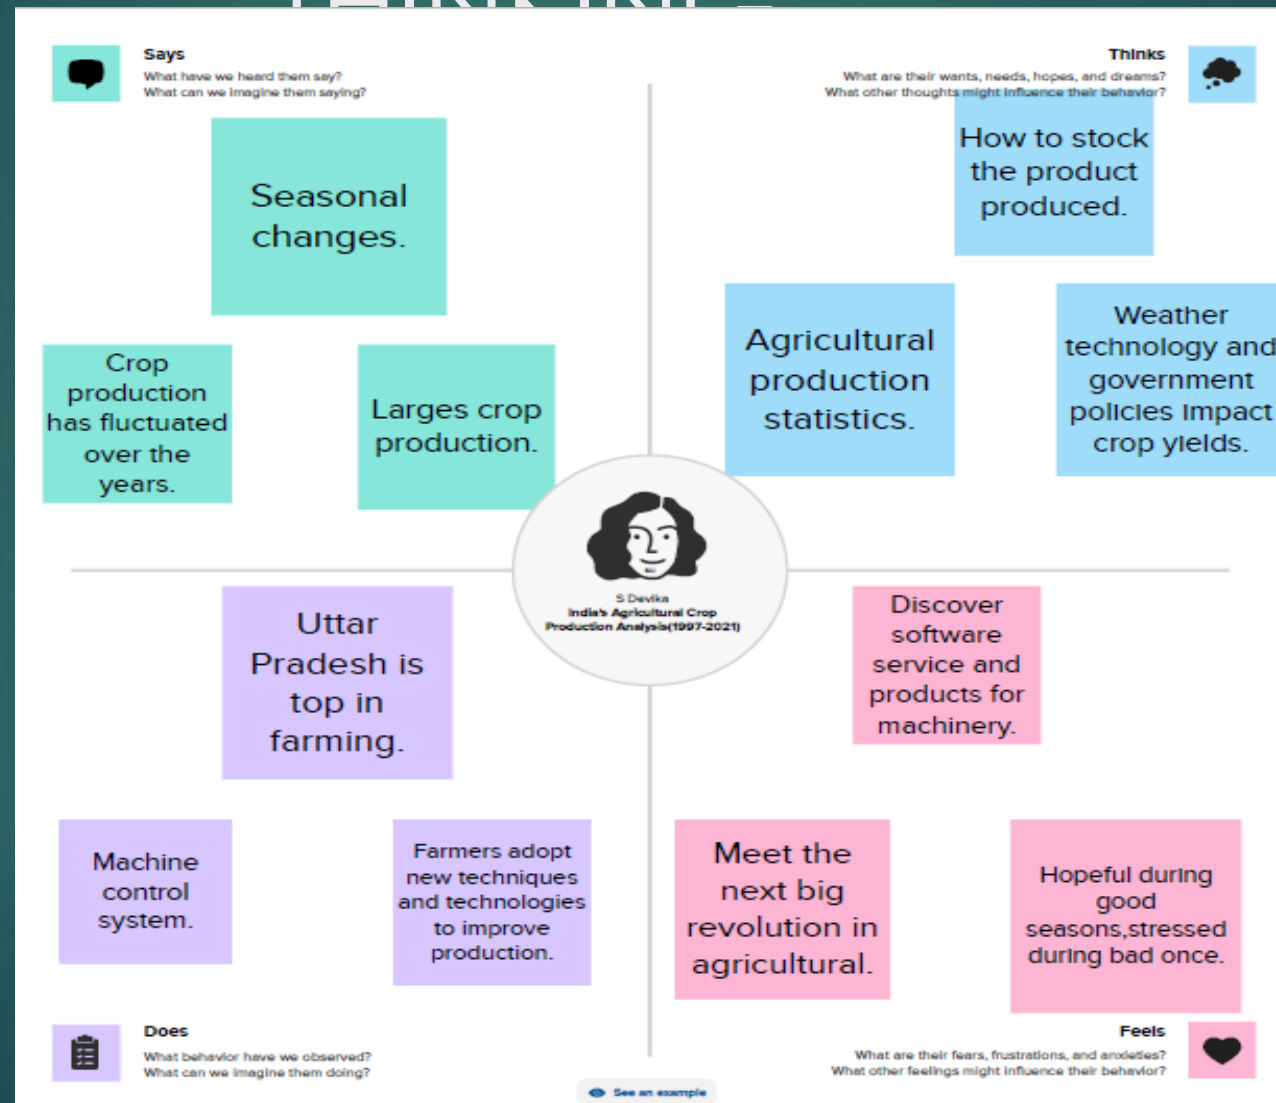 THINKING
Says
What have we heard them say?
What can we imagine them saying?
Thinks
What are their wants, needs, hopes, and dreams?
What other thoughts might influence their behavior?
Seasonal
changes.
Crop
production
has fluctuated
over the
years.
Larges crop
production.
How to stock
the product
produced.
Agricultural
production
statistics.
Weather
technology and
government
policies impact
crop yields.
S Devika
India's Agricultural Crop
Production Analysis(1997-2021)
Uttar
Pradesh is
top in
farming.
Machine
control
system.
Farmers adopt
new techniques
and technologies
to improve
production.
Discover
software
service and
products for
machinery.
Meet the
next big
revolution in
agricultural.
Hopeful during
good
seasons,stressed
during bad once.
Does
What behavior have we observed?
What can we imagine them doing?
Feels
What are their fears, frustrations, and anxieties?
What other feelings might influence their behavior?
See an example